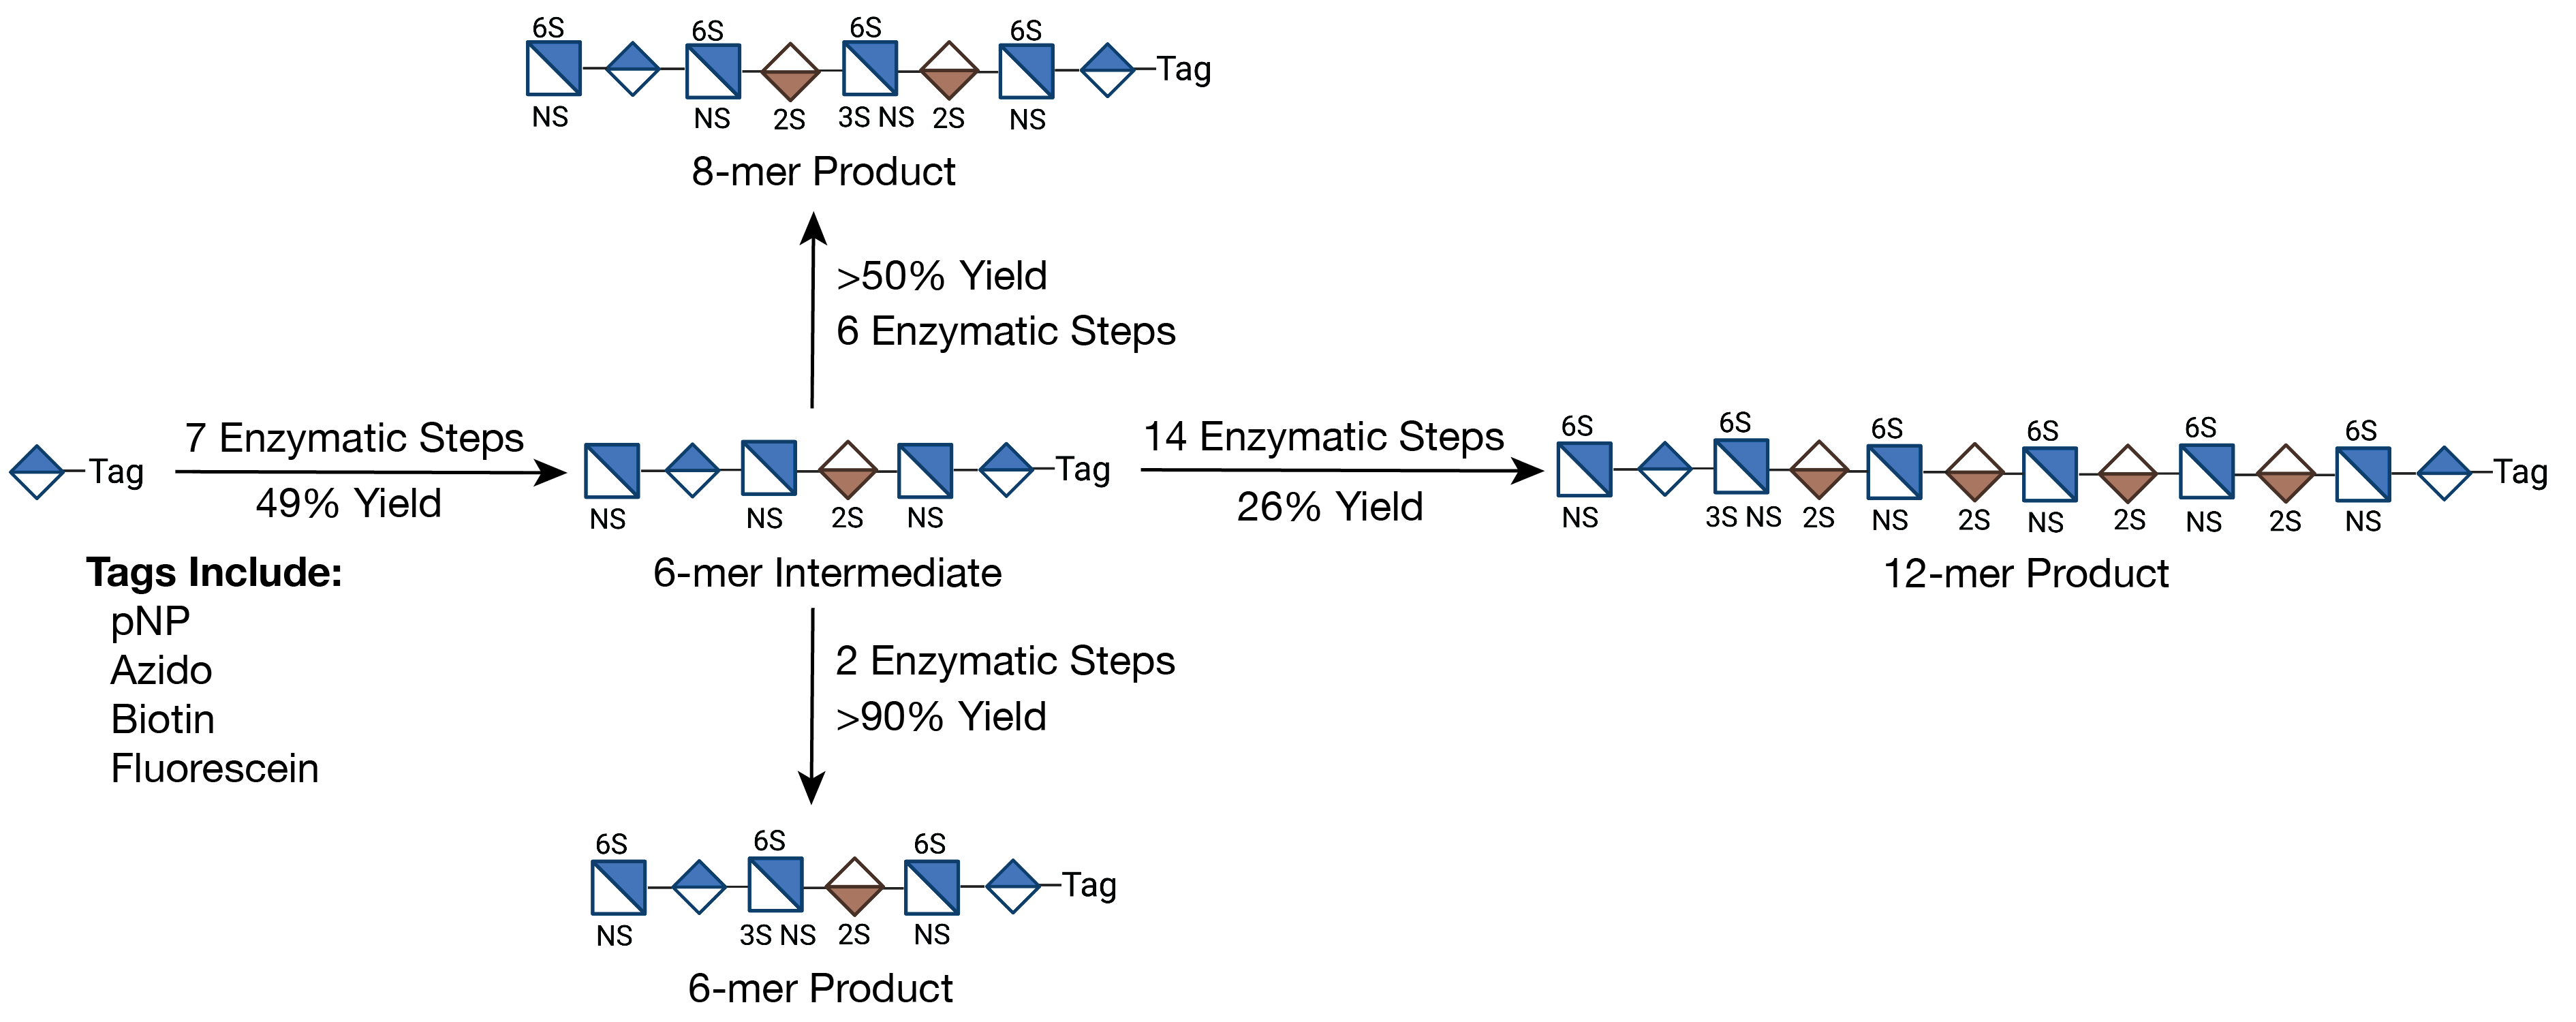 6S 6S 6S 6S
Tag
NS NS 2S 3S NS 2S NS
8-mer Product
>50% Yield
6 Enzymatic Steps
Tag
7 Enzymatic Steps
49% Yield
Tags Include:
pNP
Azido
Biotin
Fluorescein
Tag
NS NS 2S NS
6-mer Intermediate
14 Enzymatic Steps
26% Yield
6S 6S 6S 6S 6S 6S
Tag
NS 3S NS 2S NS 2S NS 2S NS 2S NS
12-mer Product
2 Enzymatic Steps
>90% Yield
6S 6S 6S
Tag
NS 3S NS 2S NS
6-mer Product